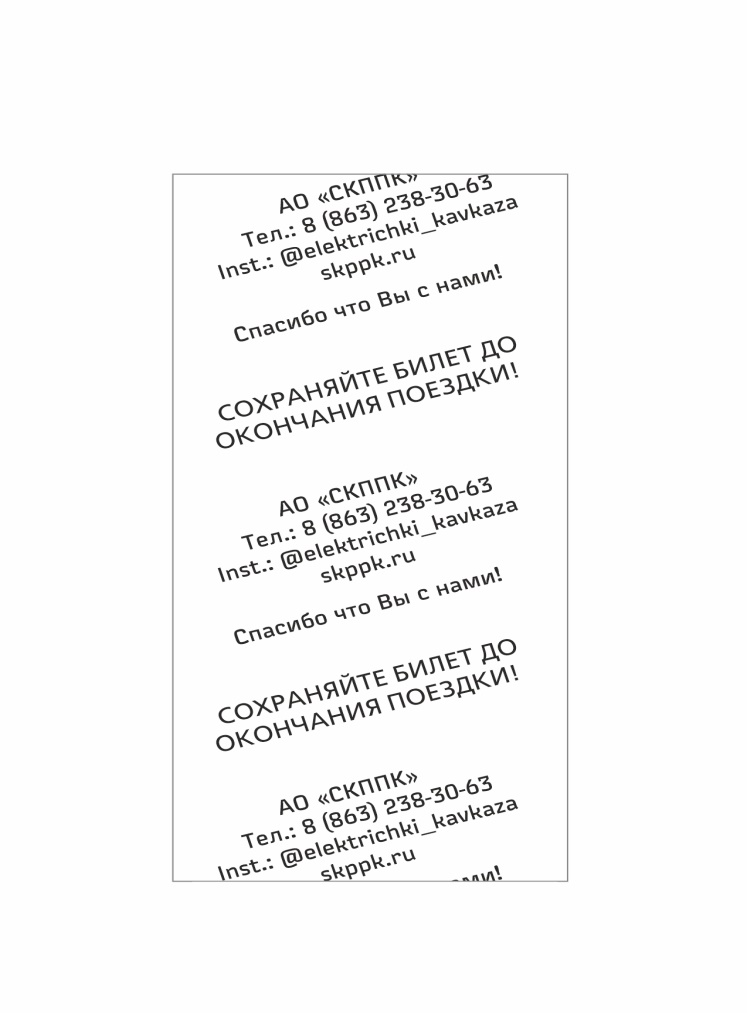 АО «СКППК»
Тел.: 8 (863) 238-30-63
Inst.: @elektrichki_kavkaza
skppk.ru
Спасибо что Вы с нами!
СОХРАНЯЙТЕ БИЛЕТ ДО
ОКОНЧАНИЯ ПОЕЗДКИ!
АО «СКППК»
Тел.: 8 (863) 238-30-63
Inst.: @elektrichki_kavkaza
skppk.ru
Спасибо что Вы с нами!
СОХРАНЯЙТЕ БИЛЕТ ДО
ОКОНЧАНИЯ ПОЕЗДКИ!
АО «СКППК»
Тел.: 8 (863) 238-30-63
Inst.: @elektrichki_kavkaza
skppk.ru